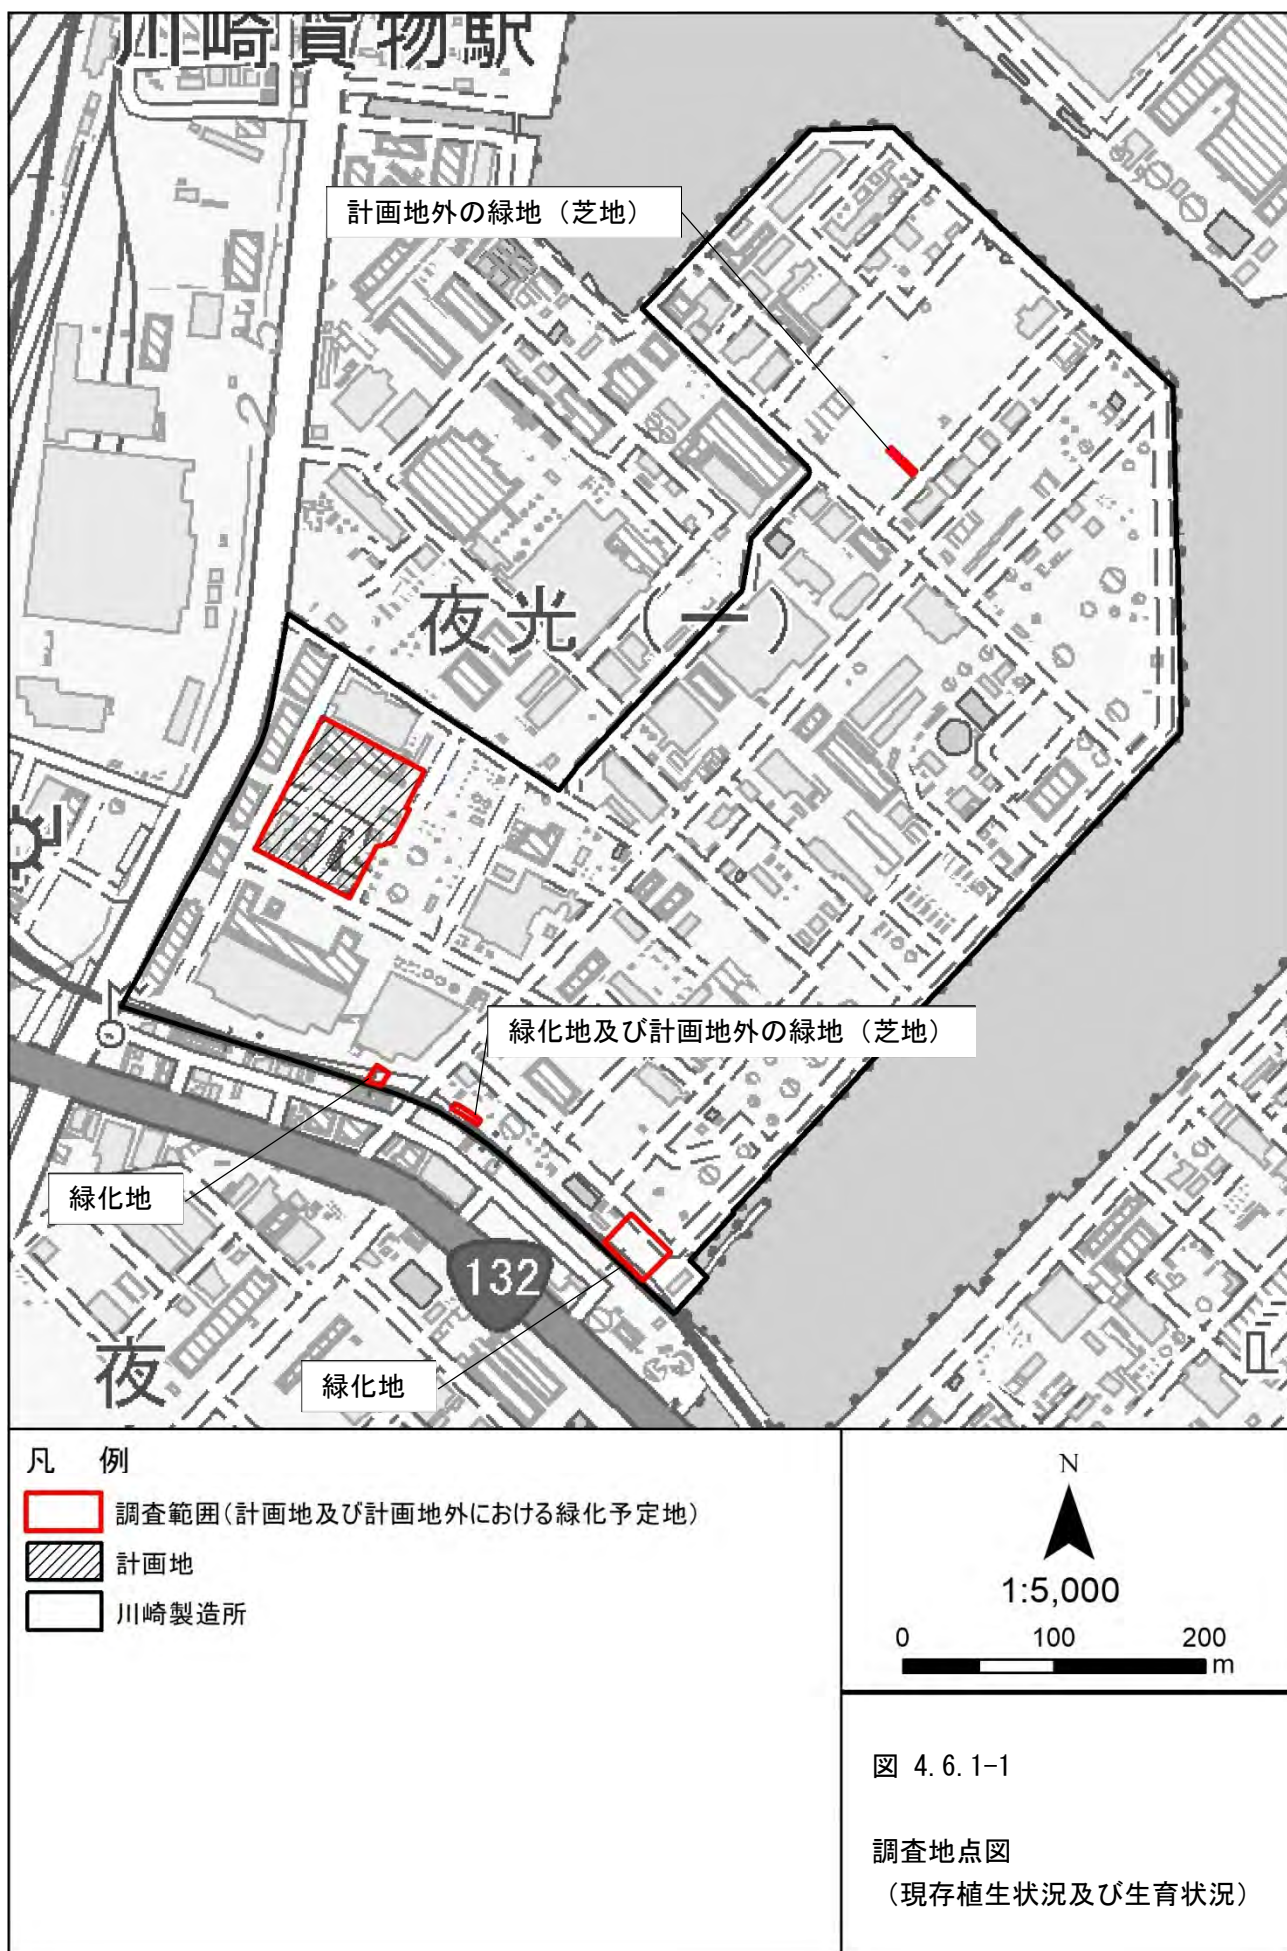 川崎貨物駅
計画地外の緑地（芝地）
夜光（一）
緑化地及び計画地外の緑地（芝地）
緑化地
132
緑化地
夜
凡　例
調査範囲(計画地及び計画地外における緑化予定地)
計画地
川崎製造所
N
1:5,000
0 100 200
m
図 4.6.1-1
調査地点図
（現存植生状況及び生育状況）